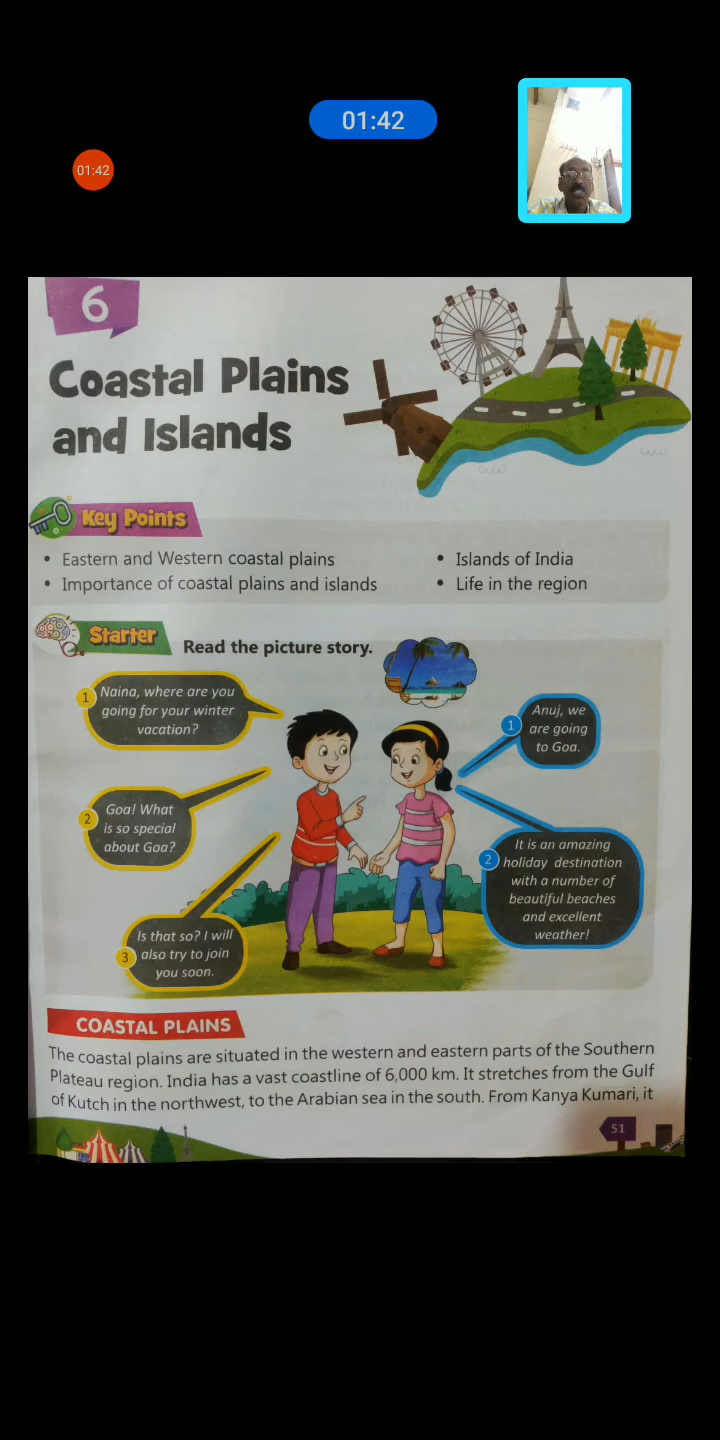 01:42
01:42
6
Coastal Plains
and Islands
Key Points
• Eastern and Western coastal plains
• Importance of coastal plains and islands
• Islands of India
• Life in the region
Starter
Read the picture story.
1
Naina, where are you
going for your winter
vacation?
1
Anuj, we
are going
to Goa.
2
Goa! What
is so special
about Goa?
2
It is an amazing
holiday destination
with a number of
beautiful beaches
and excellent
weather!
3
Is that so? I will
also try to join
you soon.
COASTAL PLAINS
The coastal plains are situated in the western and eastern parts of the Southern
Plateau region. India has a vast coastline of 6,000 km. It stretches from the Gulf
of Kutch in the northwest, to the Arabian sea in the south. From Kanya Kumari, it
51